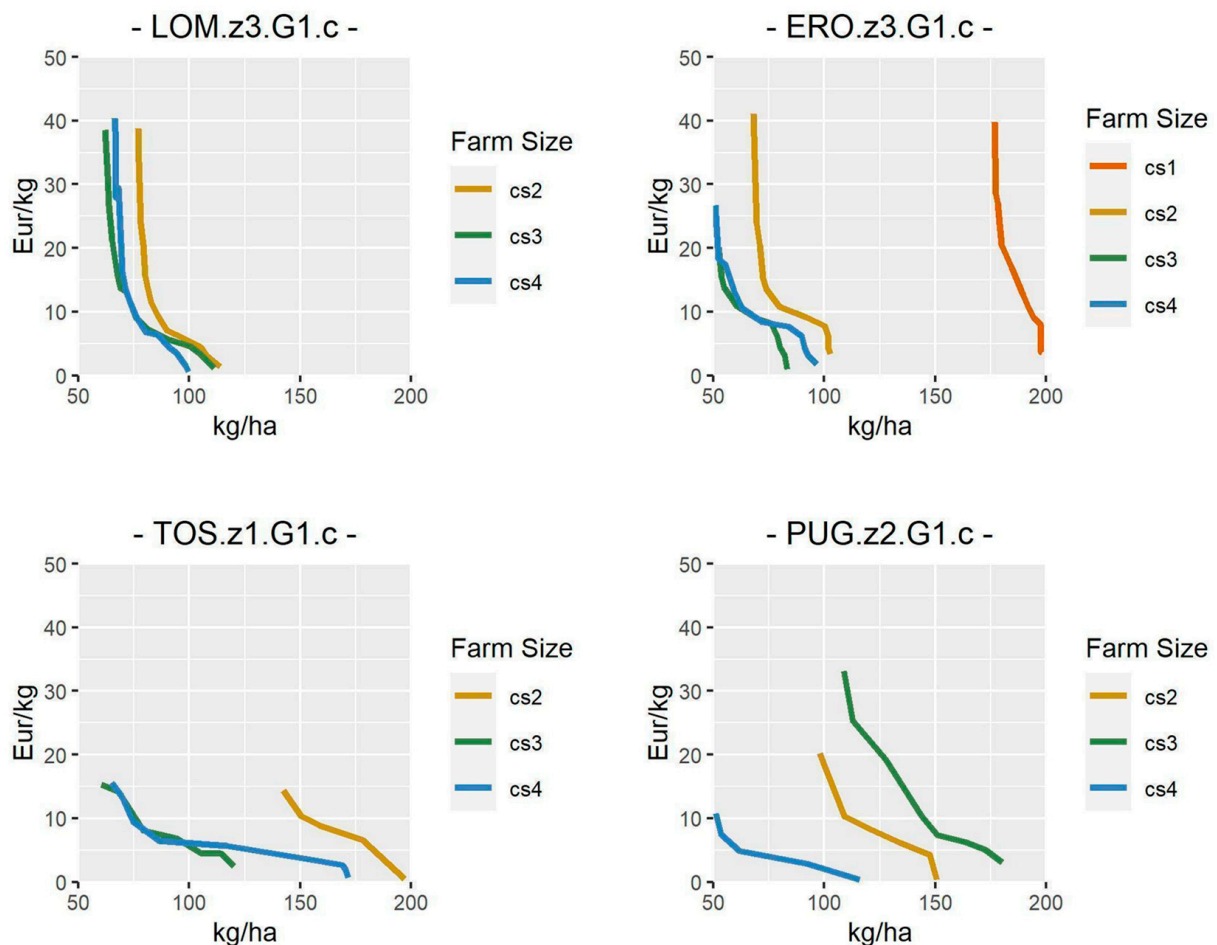 - LOM.z3.G1.c -
50
40
30
20
10
0
Eur/kg
50 100 150 200
kg/ha
Farm Size
cs2
cs3
cs4
- ERO.z3.G1.c -
50
40
30
20
10
0
Eur/kg
50 100 150 200
kg/ha
Farm Size
cs1
cs2
cs3
cs4
- TOS.z1.G1.c -
50
40
30
20
10
0
Eur/kg
50 100 150 200
kg/ha
Farm Size
cs2
cs3
cs4
- PUG.z2.G1.c -
50
40
30
20
10
0
Eur/kg
50 100 150 200
kg/ha
Farm Size
cs2
cs3
cs4